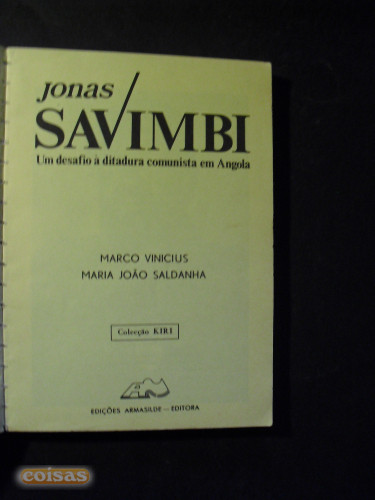 Jonas
SAVIMBI
Um desafio à ditadura comunista em Angola
MARCO VINICIUS
MARIA JOÃO SALDANHA
Colecção KIRI
EDIÇÕES ARMASILDE — EDITORA
coisas